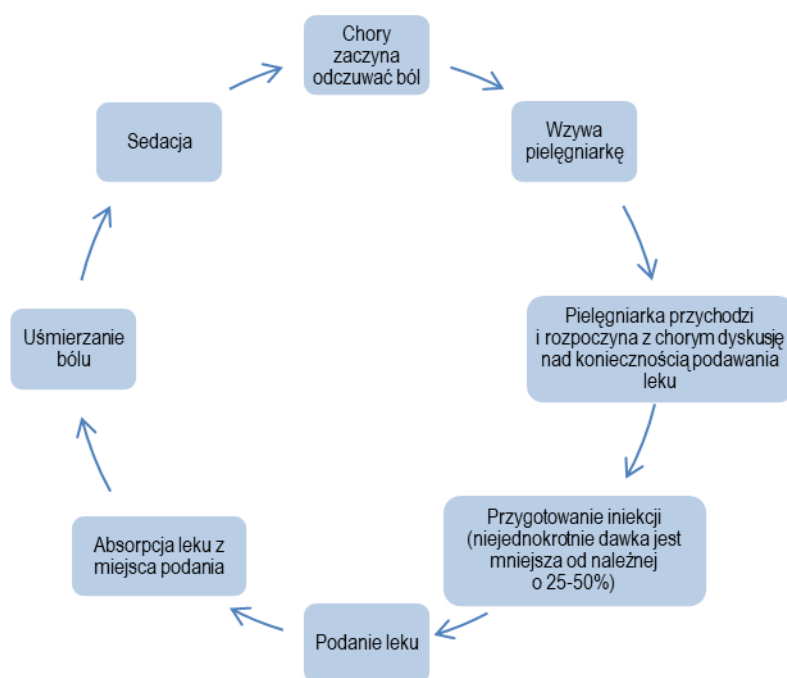 Chory
zaczyna
odczuwać ból
Wzywa
pielęgniarkę
Pielęgniarka przychodzi
i rozpoczyna z chorym dyskusję
nad koniecznością podawania
leku
Przygotowanie iniekcji
(niejednokrotnie dawka jest
mniejsza od należnej
o 25-50%)
Podanie leku
Absorpcja leku z
miejsca podania
Uśmierzanie
bólu
Sedacja